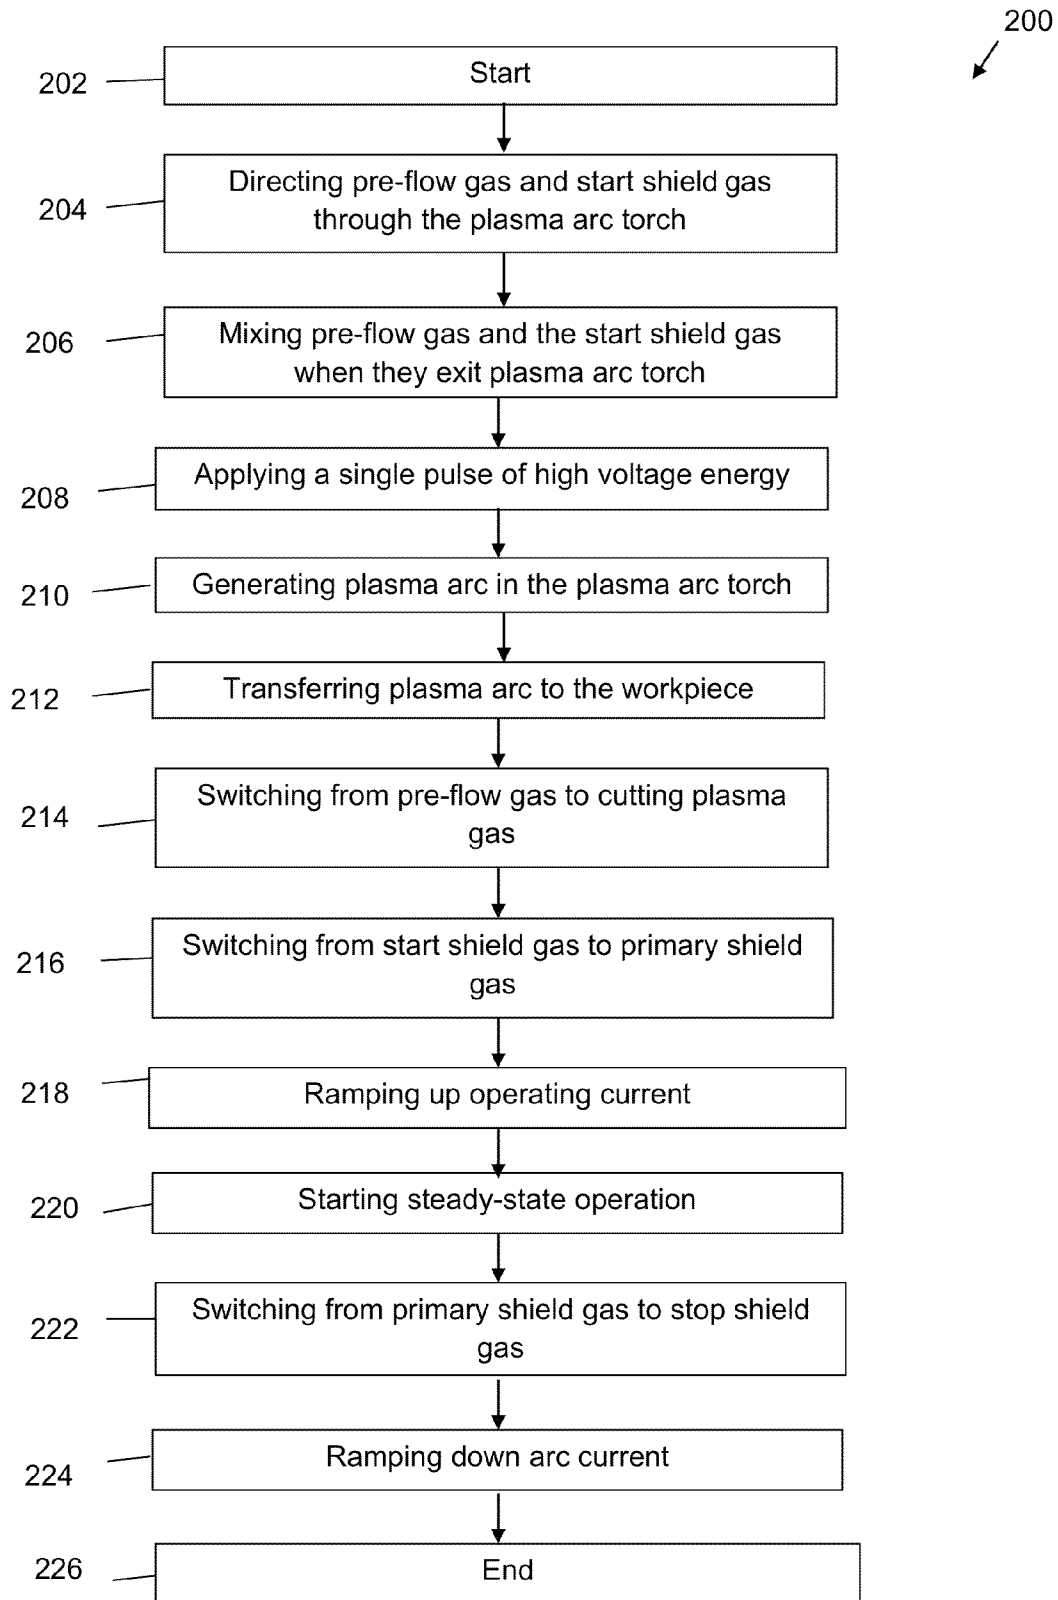 200
202
Start
204
Directing pre-flow gas and start shield gas
through the plasma arc torch
206
Mixing pre-flow gas and the start shield gas
when they exit plasma arc torch
208
Applying a single pulse of high voltage energy
210
Generating plasma arc in the plasma arc torch
212
Transferring plasma arc to the workpiece
214
Switching from pre-flow gas to cutting plasma
gas
216
Switching from start shield gas to primary shield
gas
218
Ramping up operating current
220
Starting steady-state operation
222
Switching from primary shield gas to stop shield
gas
224
Ramping down arc current
226
End